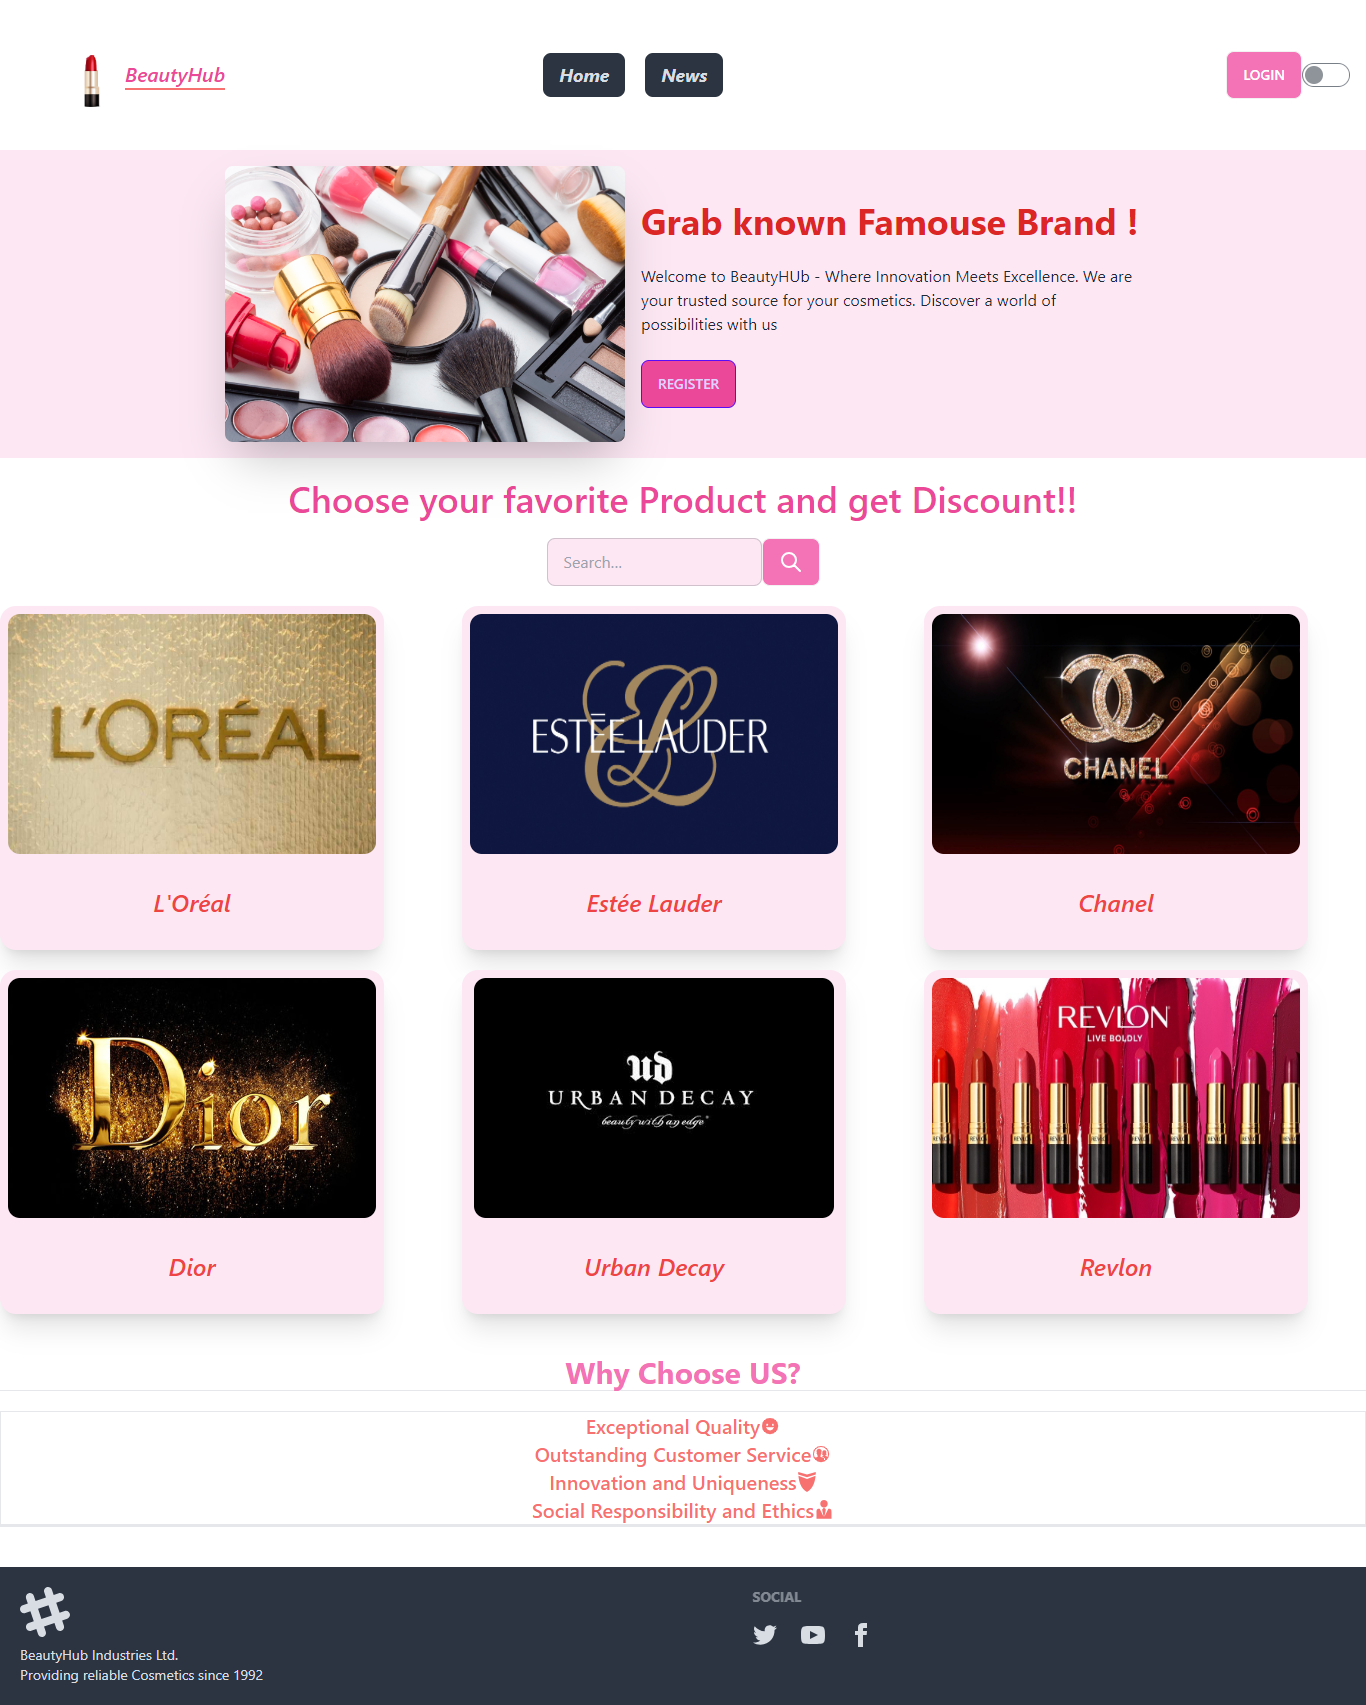 BeautyHub
Home
News
LOGIN
Grab known Famouse Brand !
Welcome to BeautyHUb - Where Innovation Meets Excellence. We are
your trusted source for your cosmetics. Discover a world of
possibilities with us
REGISTER
Choose your favorite Product and get Discount!!
Search...
L'ORÉAL
ESTĒE LAUDER
CHANEL
L'Oréal
Estée Lauder
Chanel
Dior
UD
URBAN DECAY
beauty with an edge®
REVLON
LIVE BOLDLY
Dior
Urban Decay
Revlon
Why Choose US?
Exceptional Quality
Outstanding Customer Service
Innovation and Uniqueness
Social Responsibility and Ethics
BeautyHub Industries Ltd.
Providing reliable Cosmetics since 1992
SOCIAL